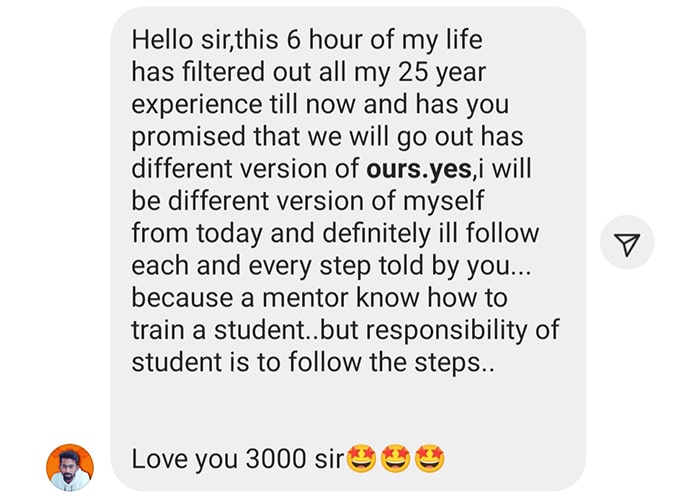 Hello sir,this 6 hour of my life
has filtered out all my 25 year
experience till now and has you
promised that we will go out has
different version of ours.yes,i will
be different version of myself
from today and definitely ill follow
each and every step told by you...
because a mentor know how to
train a student..but responsibility of
student is to follow the steps..
Love you 3000 sir🤩🤩🤩